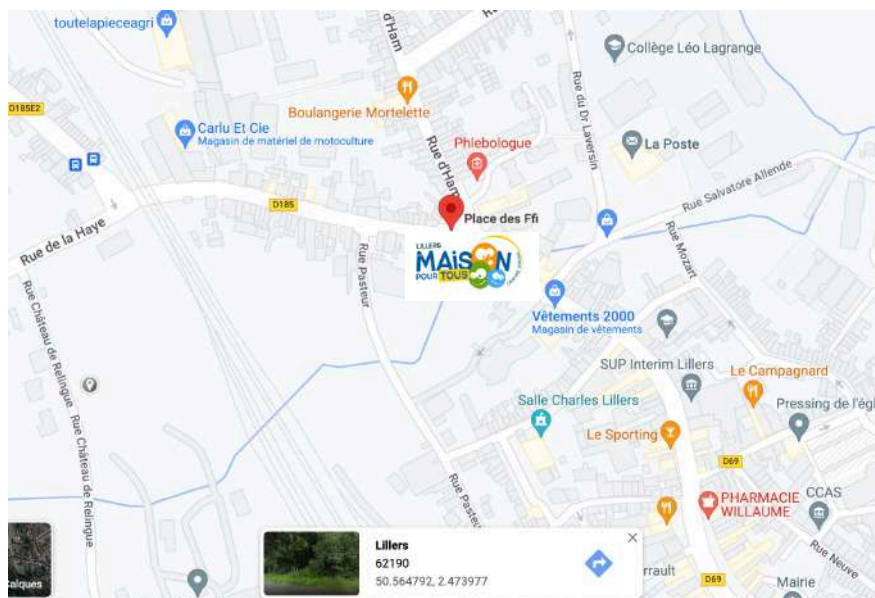 toutelapieceagri
d'Ham
Collège Léo Lagrange
D185E2
Boulangerie Mortelette
Rue du Dr Laversin
Carlu Et Cie
Magasin de matériel de motoculture
Phlebologue
La Poste
Rue d'Ham
Rue Salvatore Allende
D185
Place des Ffi
Rue de la Haye
LILLERS
MAiSON
POUR TOUS
Rue Mozart
Rue Pasteur
Rue Château de Relingue
Vêtements 2000
Magasin de vêtements
SUP Interim Lillers
Le Campagnard
Salle Charles Lillers
Pressing de l'égl
Rue Château de Relingue
Le Sporting
D69
Rue Pasteur
PHARMACIE
WILLAUME
CCAS
Rue Neuve
Lillers
62190
50.564792, 2.473977
Calques
rrault
D69
Mairie